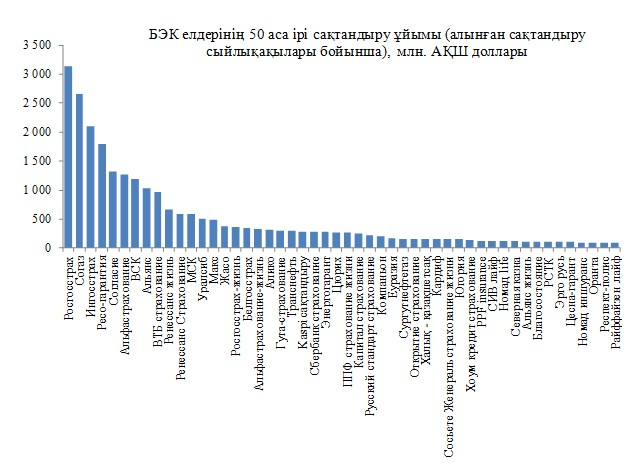 БЭК елдерінің 50 аса ірі сақтандыру ұйымы (алынған сақтандыру
сыйлықақылары бойынша), млн. АҚШ доллары
3 500
3 000
2 500
2 000
1 500
1 000
500
0
Росгосстрах
Согаз
Ингосстрах
Ресо-гарантия
Согласие
Альфастрахование
ВСК
Альянс
ВТБ страхование
Ренессанс жизнь
Ренессанс Страхование
МСК
Уралсиб
Макс
Жасо
Росгосстрах-жизнь
Белгосстрах
Альфастрахование-жизнь
Алико
Гута-страхование
Транснефть
Kaspi сақтандыру
Сбербанк страхование
Энергогарант
Цюрих
ППФ страхование жизни
Капитал страхование
Русский стандарт страхование
Компаньон
Евразия
Сургутнефтегаз
Открытие страхование
Халық - қазақинсақ
Кардиф
Сосьете Женераль страхование жизни
Югория
Хоум кредит страхование
PPF insurance
СИВ лайф
Номад life
Северная казна
Альянс жизнь
Благосостояние
РСТК
Эрго русь
Цесна-гарант
Номад иншуранс
Оранта
Респект-полис
Райффайзен лайф